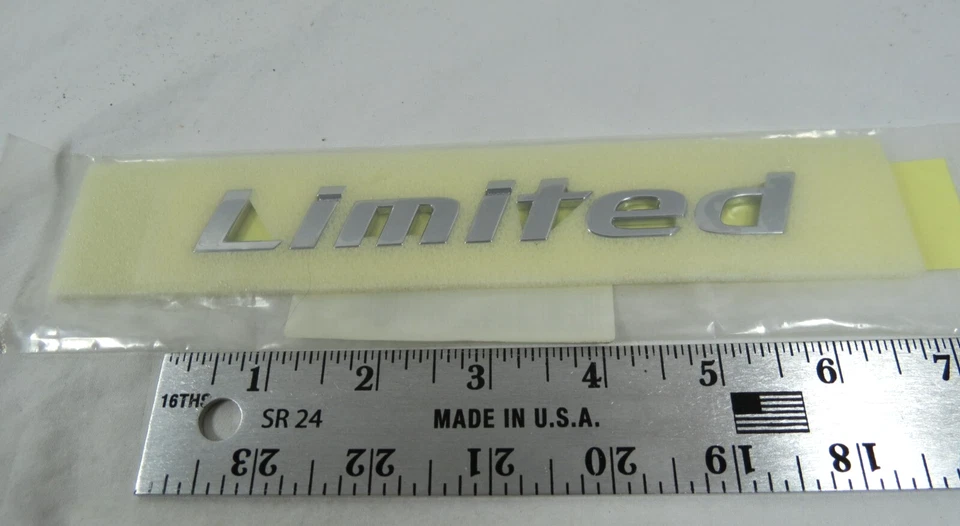 Limited
1 2 3 4 5 6 7
16THS
SR 24 MADE IN U.S.A.
23 22 21 20 19 18